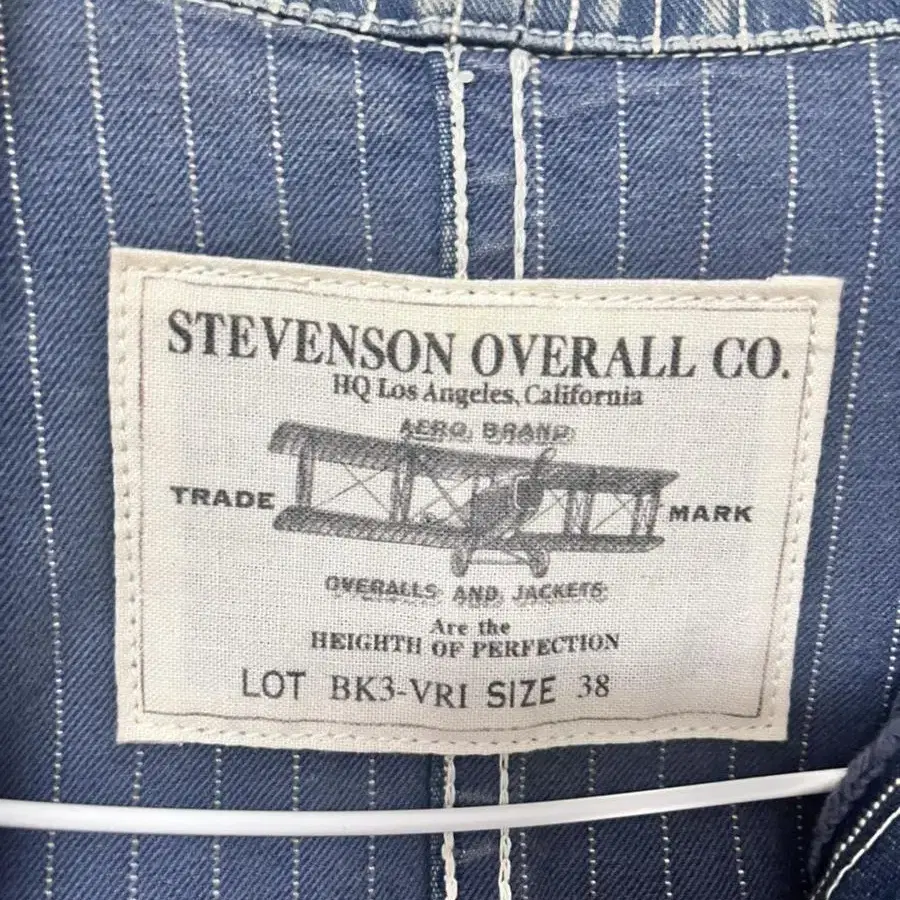 STEVENSON OVERALL CO.
HQ Los Angeles, California
AERO BRAND
TRADE MARK
OVERALLS AND JACKETS
Are the
HEIGHTH OF PERFECTION
LOT BK3-VRI SIZE 38